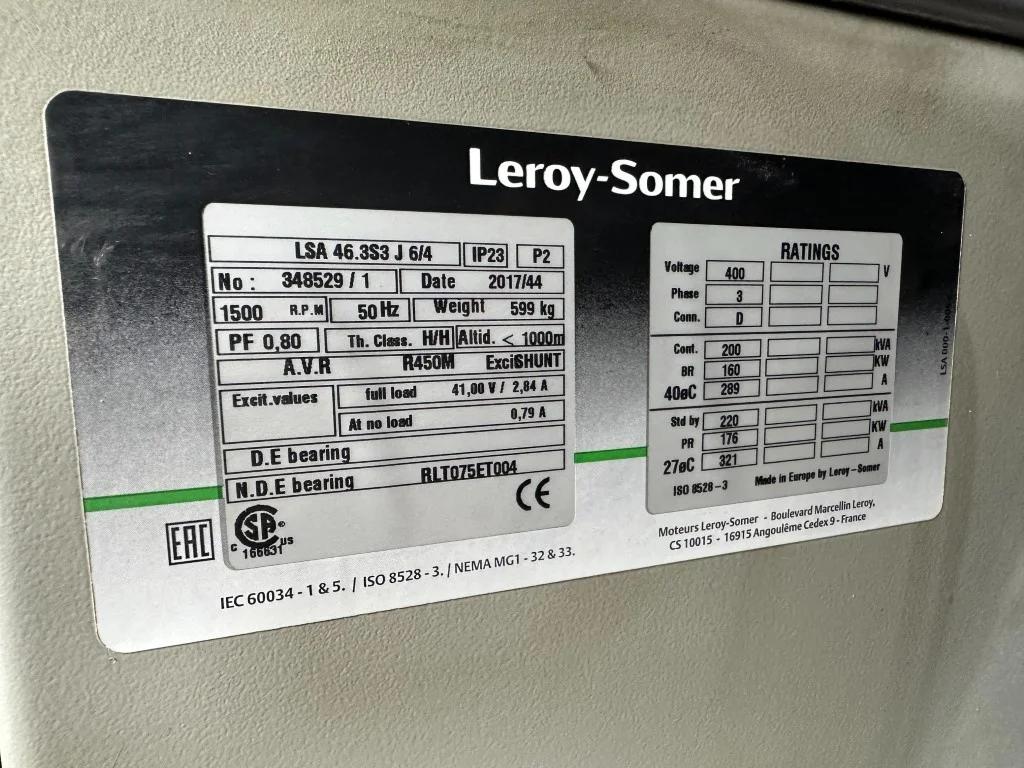 Leroy-Somer
LSA 46.3S3 J 6/4 IP23 P2
No : 348529 / 1 Date 2017/44
1500 R.P.M 50 Hz Weight 599 kg
PF 0,80 Th. Class. H/H Altid. < 1000m
A.V.R R450M ExciSHUNT
Excit.values full load 41,00 V / 2,84 A
At no load 0,79 A
D.E bearing
N.D.E bearing RLT075ET004
CE
EAC
SA ®
c 166631 us
IEC 60034 - 1 & 5. / ISO 8528 - 3. / NEMA MG1 - 32 & 33.
RATINGS
Voltage 400 V
Phase 3
Conn. D
Cont. 200 kVA
BR 160 KW
40øC 289 A
Std by 220 kVA
PR 176 KW
27øC 321 A
ISO 8528-3 Made in Europe by Leroy-Somer
Moteurs Leroy-Somer - Boulevard Marcellin Leroy,
CS 10015 - 16915 Angoulême Cedex 9 - France